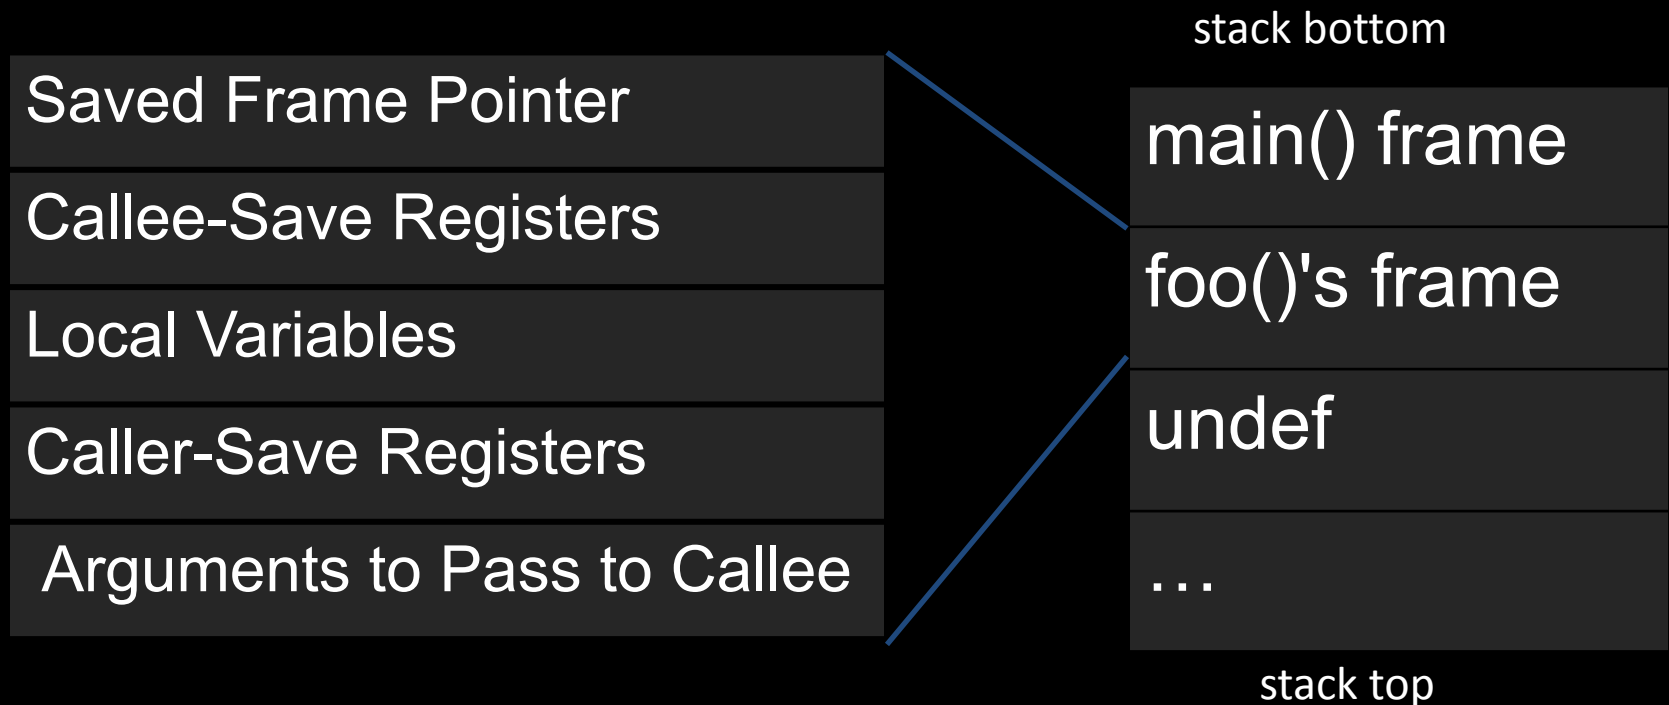 Saved Frame Pointer
Callee-Save Registers
Local Variables
Caller-Save Registers
Arguments to Pass to Callee
stack bottom
main() frame
foo()'s frame
undef
…
stack top